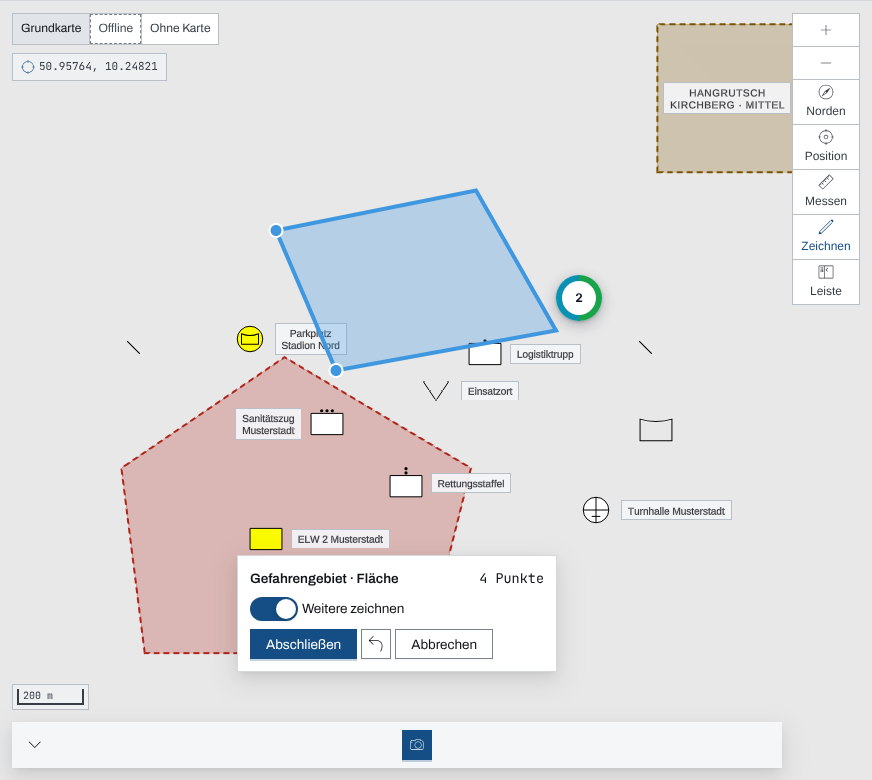 Grundkarte
Offline
Ohne Karte
50.95764, 10.24821
HANGRUTSCH
KIRCHBERG · MITTEL
Norden
Position
Messen
Zeichnen
Leiste
2
Parkplatz
Stadion Nord
Logistiktrupp
Einsatzort
Sanitätszug
Musterstadt
Rettungsstaffel
Turnhalle Musterstadt
ELW 2 Musterstadt
Gefahrengebiet · Fläche
4 Punkte
Weitere zeichnen
Abschließen
Abbrechen
200 m